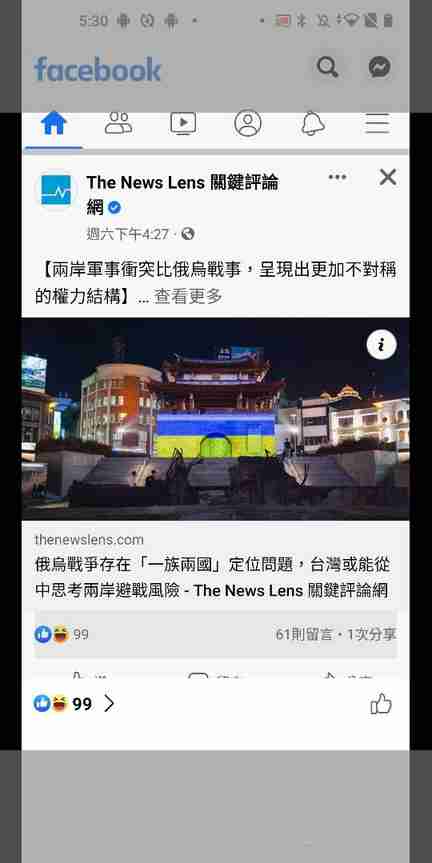 5:30
facebook
The News Lens 關鍵評論
網
週六下午4:27 ·
【兩岸軍事衝突比俄烏戰事，呈現出更加不對稱
的權力結構】... 查看更多
thenewslens.com
俄烏戰爭存在「一族兩國」定位問題，台灣或能從
中思考兩岸避戰風險 - The News Lens 關鍵評論網
99
61則留言・1次分享
99